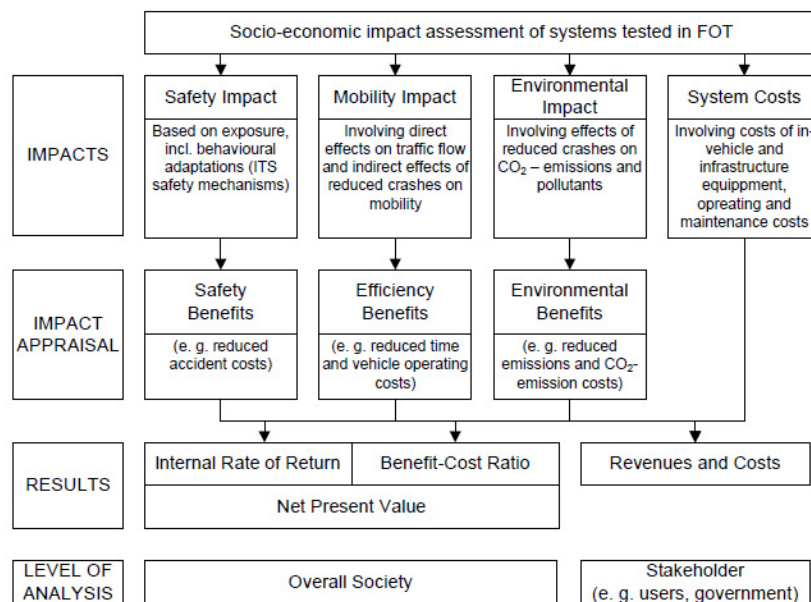 Socio-economic impact assessment of systems tested in FOT
IMPACTS
Safety Impact
Based on exposure,
incl. behavioural
adaptations (ITS
safety mechanisms)
Mobility Impact
Involving direct
effects on traffic flow
and indirect effects of
reduced crashes on
mobility
Environmental
Impact
Involving effects of
reduced crashes on
CO₂ – emissions and
pollutants
System Costs
Involving costs of in-
vehicle and
infrastructure
equippment,
opreating and
maintenance costs
IMPACT
APPRAISAL
Safety
Benefits
(e. g. reduced
accident costs)
Efficiency
Benefits
(e. g. reduced time
and vehicle operating
costs)
Environmental
Benefits
(e. g. reduced
emissions and CO₂-
emission costs)
RESULTS
Internal Rate of Return
Benefit-Cost Ratio
Revenues and Costs
Net Present Value
LEVEL OF
ANALYSIS
Overall Society
Stakeholder
(e. g. users, government)